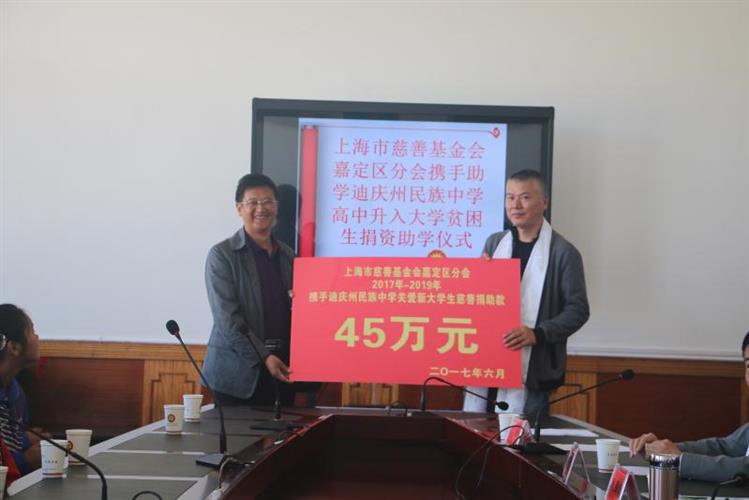 上海市慈善基金会
嘉定区分会携手助
学迪庆州民族中学
高中升入大学贫困
生捐资助学仪式
上海市慈善基金会嘉定区分会
2017年-2019年
携手迪庆州民族中学关爱新大学生慈善捐助款
45万元
二〇一七年六月